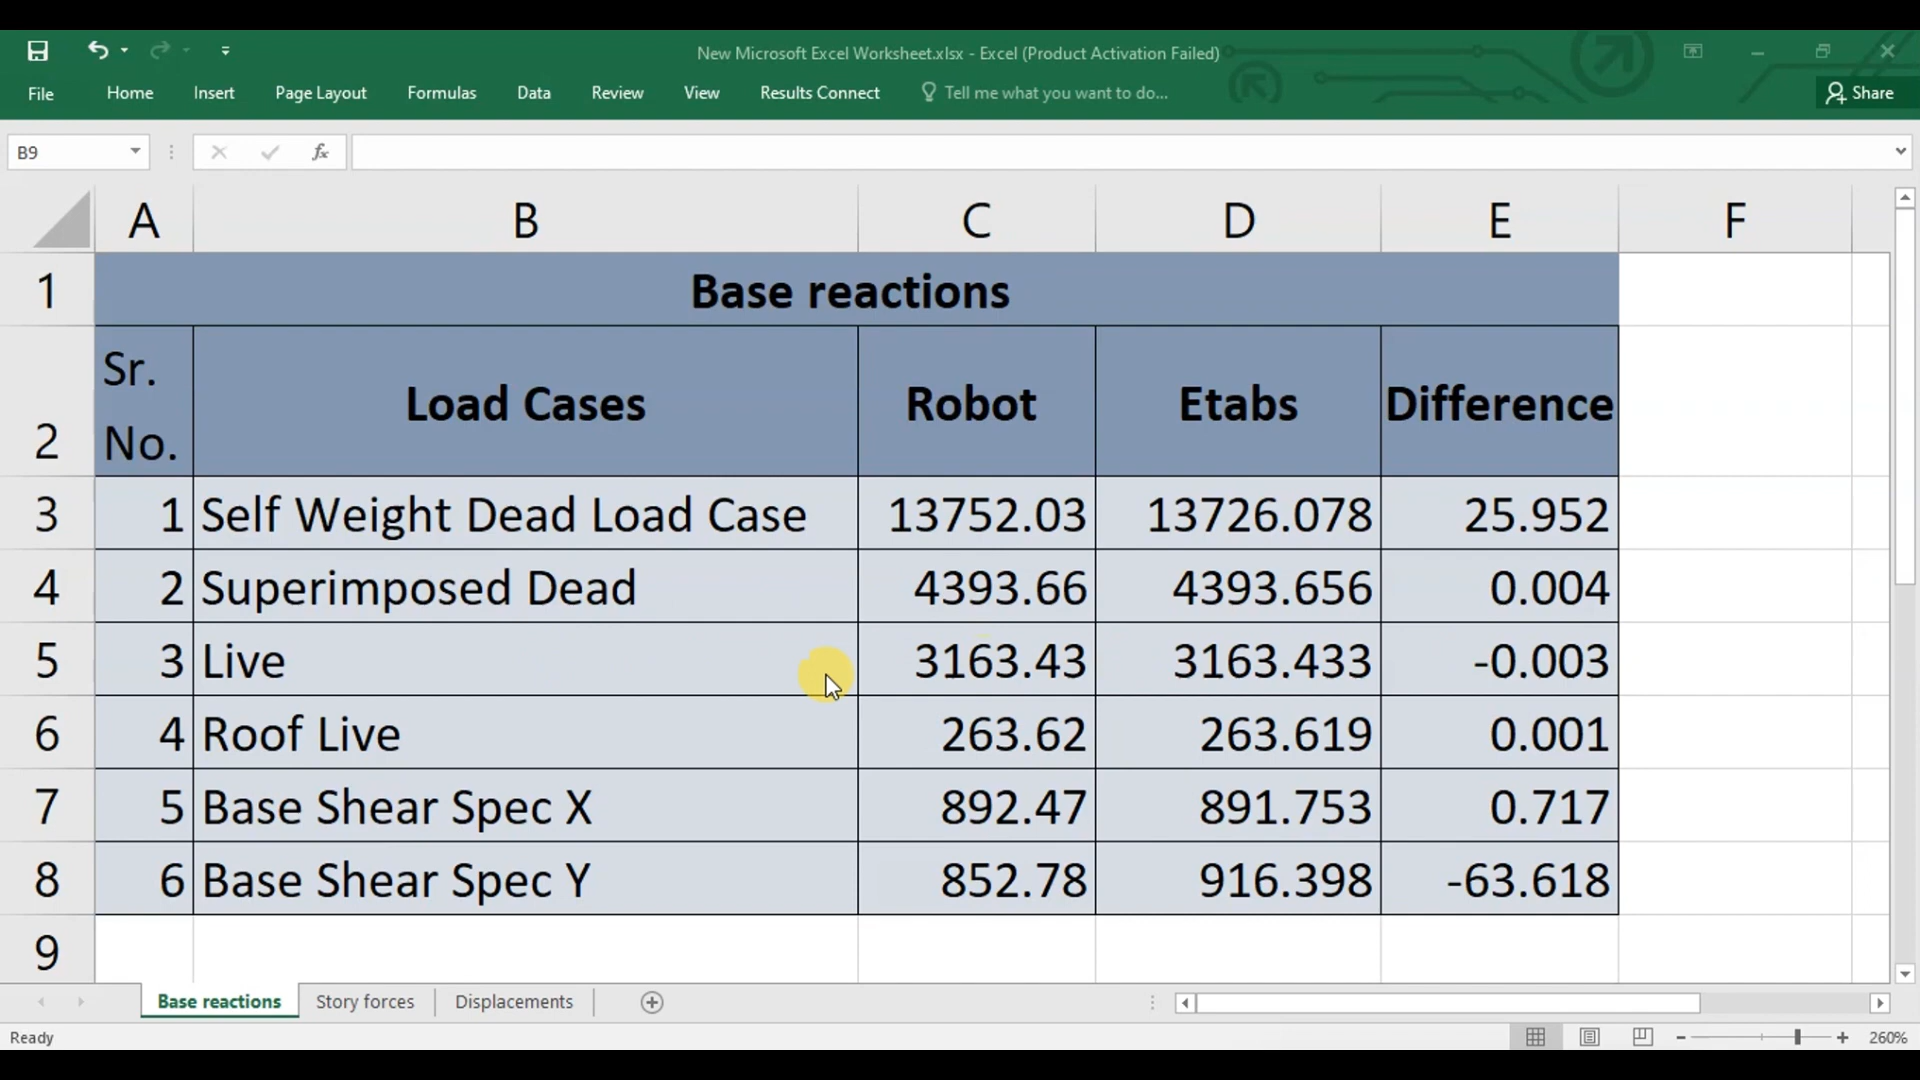 New Microsoft Excel Worksheet.xlsx - Excel (Product Activation Failed)
File Home Insert Page Layout Formulas Data Review View Results Connect Tell me what you want to do... Share
B9 fx
A B C D E F
1 Base reactions
2 Sr. No. Load Cases Robot Etabs Difference
3 1 Self Weight Dead Load Case 13752.03 13726.078 25.952
4 2 Superimposed Dead 4393.66 4393.656 0.004
5 3 Live 3163.43 3163.433 -0.003
6 4 Roof Live 263.62 263.619 0.001
7 5 Base Shear Spec X 892.47 891.753 0.717
8 6 Base Shear Spec Y 852.78 916.398 -63.618
9
Base reactions Story forces Displacements
Ready 260%